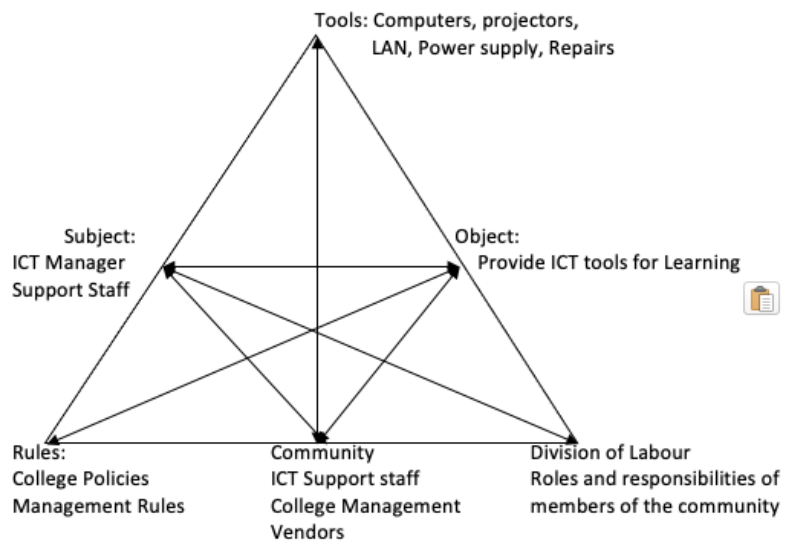 Tools: Computers, projectors,
LAN, Power supply, Repairs
Subject:
ICT Manager
Support Staff
Object:
Provide ICT tools for Learning
Rules:
College Policies
Management Rules
Community
ICT Support staff
College Management
Vendors
Division of Labour
Roles and responsibilities of
members of the community